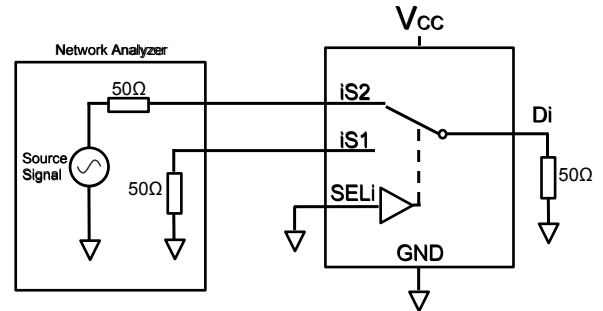 VCC
Network Analyzer
50Ω
iS2
Di
iS1
Source
Signal
50Ω
50Ω
SELi
GND